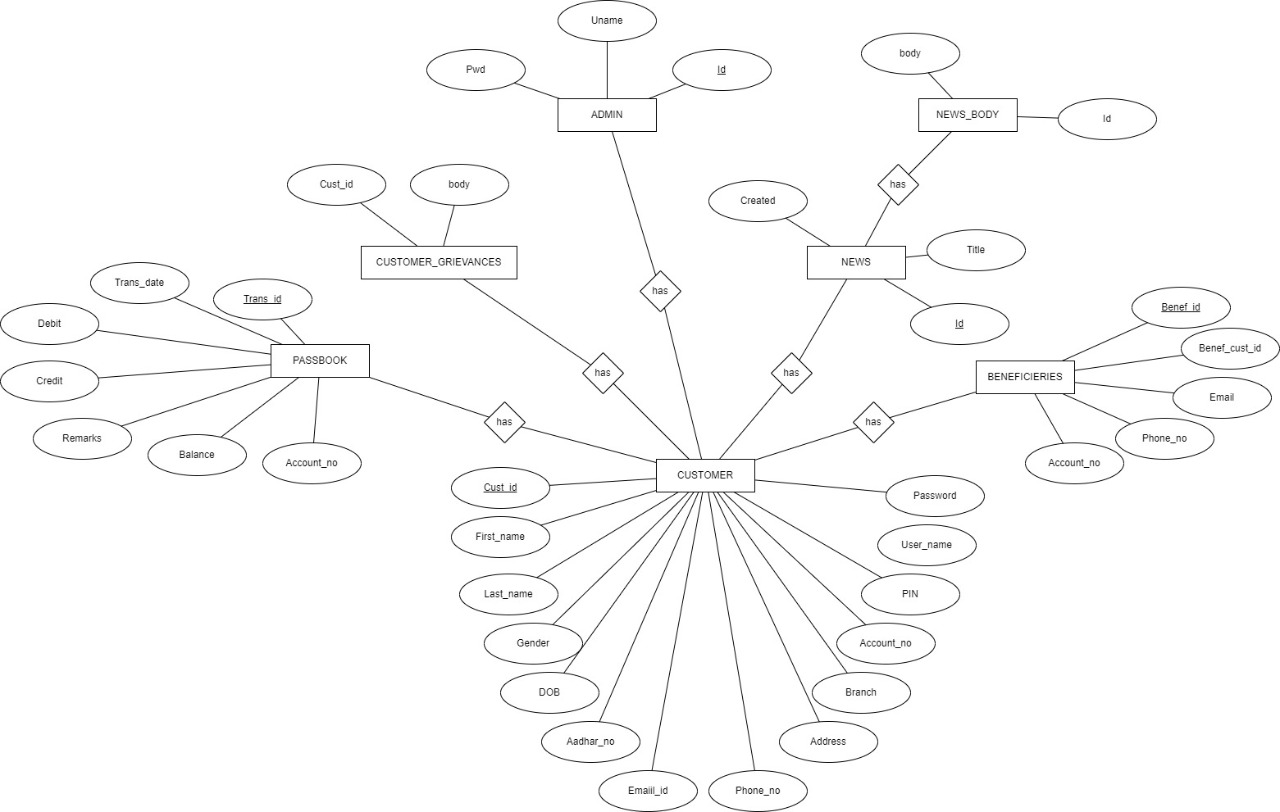 Uname
Pwd
Id
ADMIN
body
NEWS_BODY
Id
has
Cust_id
body
CUSTOMER_GRIEVANCES
Created
NEWS
Title
Id
has
Trans_date
Trans_id
Debit
PASSBOOK
Credit
Remarks
Balance
Account_no
has
has
has
has
Benef_id
Benef_cust_id
BENEFICIERIES
Email
Phone_no
Account_no
CUSTOMER
Cust_id
Password
First_name
User_name
Last_name
PIN
Gender
Account_no
DOB
Branch
Aadhar_no
Address
Emaiil_id
Phone_no